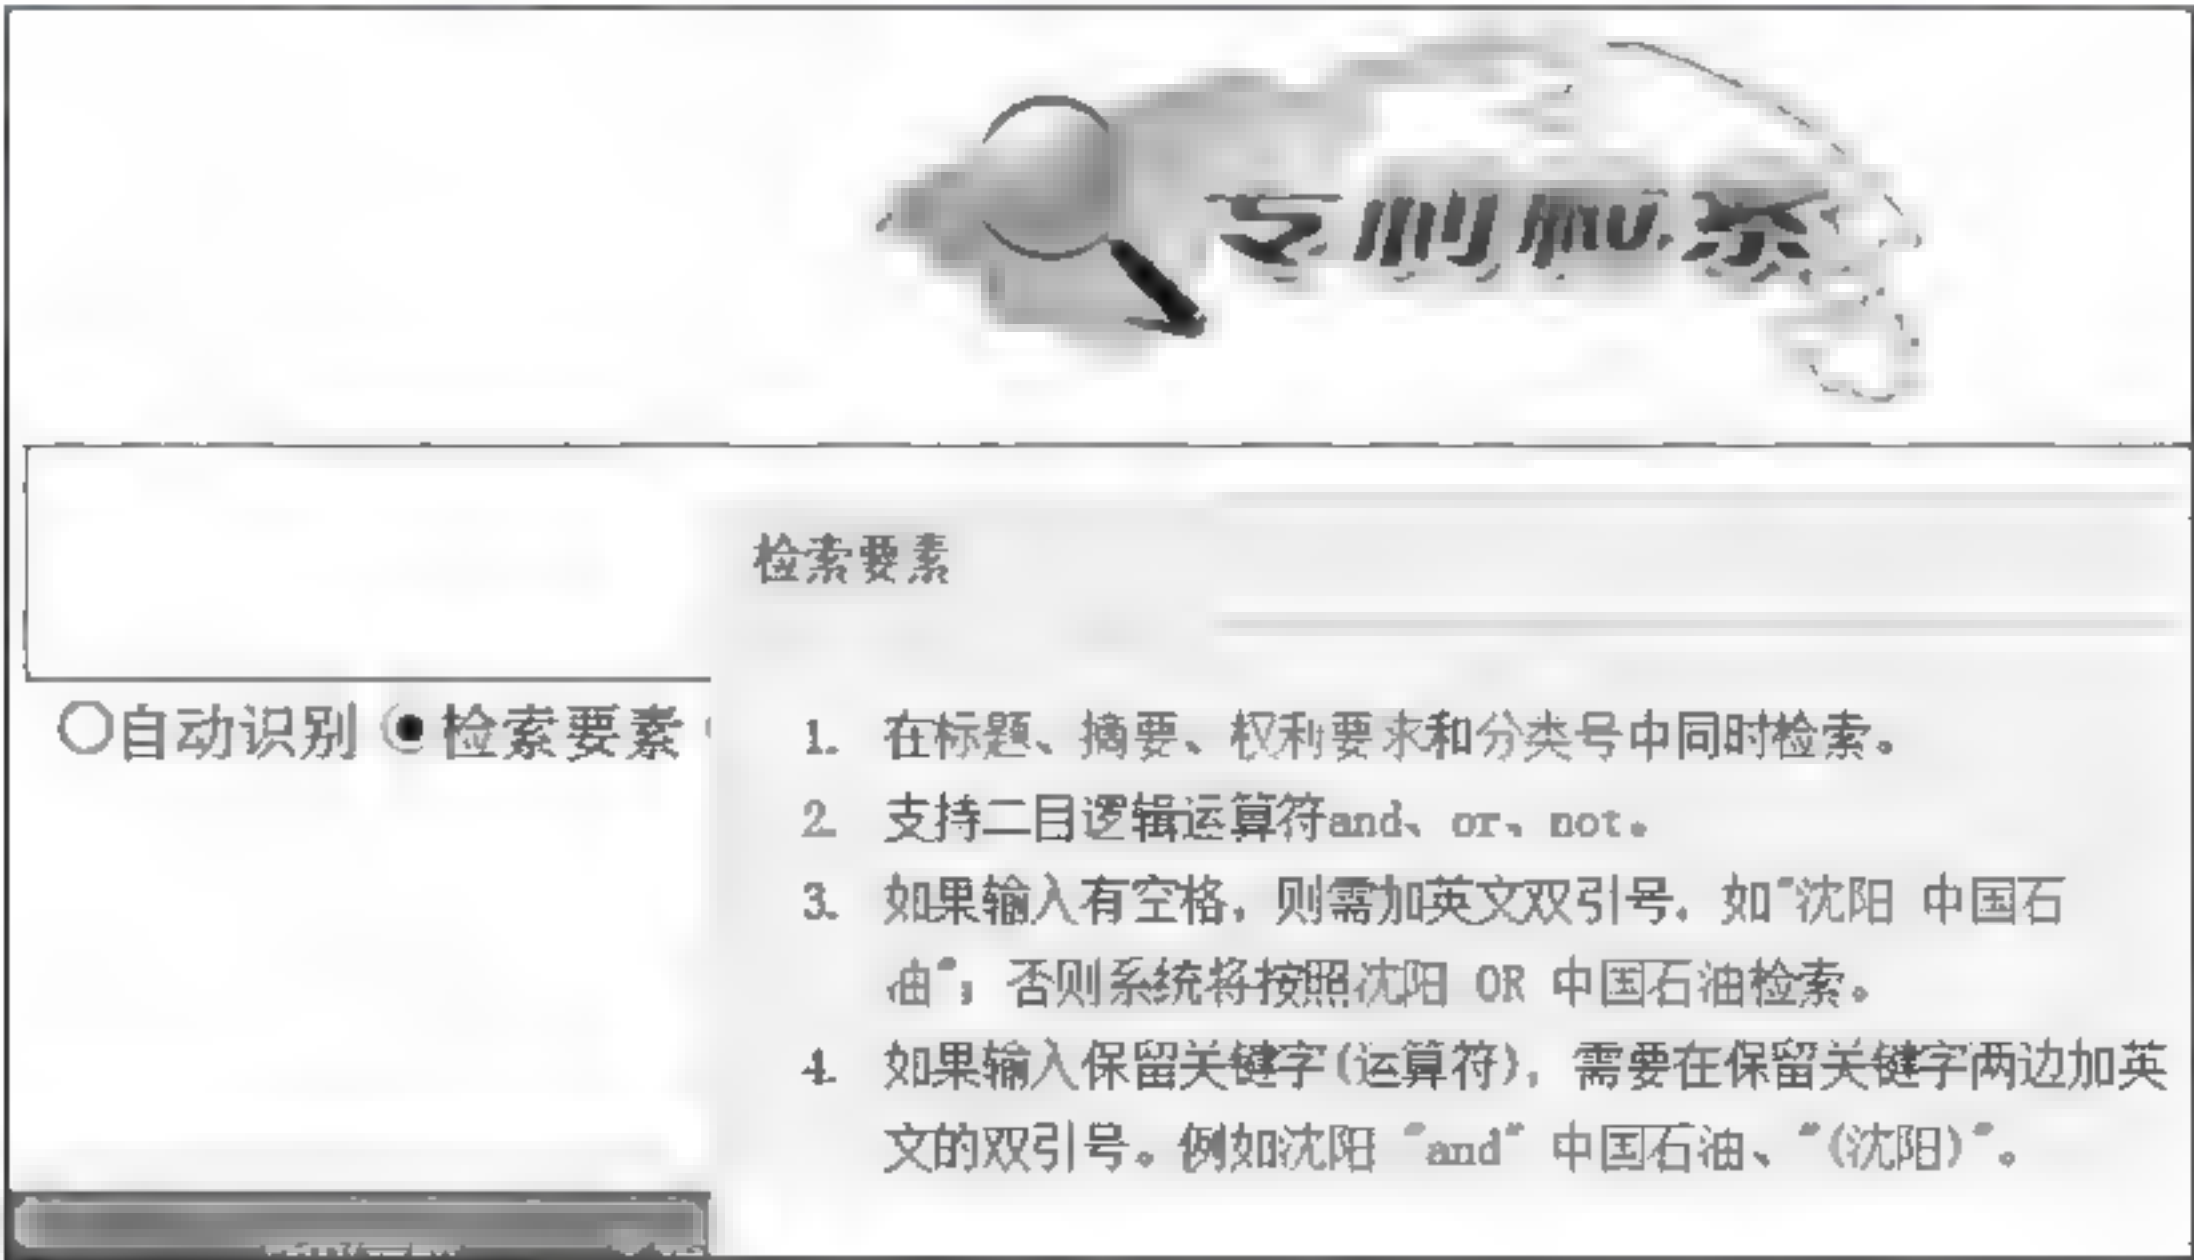 专利检索
检索要素
自动识别 检索要素
1. 在标题、摘要、权利要求和分类号中同时检索。
2. 支持二目逻辑运算符and、or、not。
3. 如果输入有空格，则需加英文双引号，如"沈阳 中国石
油"；否则系统将按照沈阳 OR 中国石油检索。
4. 如果输入保留关键字(运算符)，需要在保留关键字两边加英
文的双引号。例如沈阳 "and" 中国石油、"(沈阳)"。